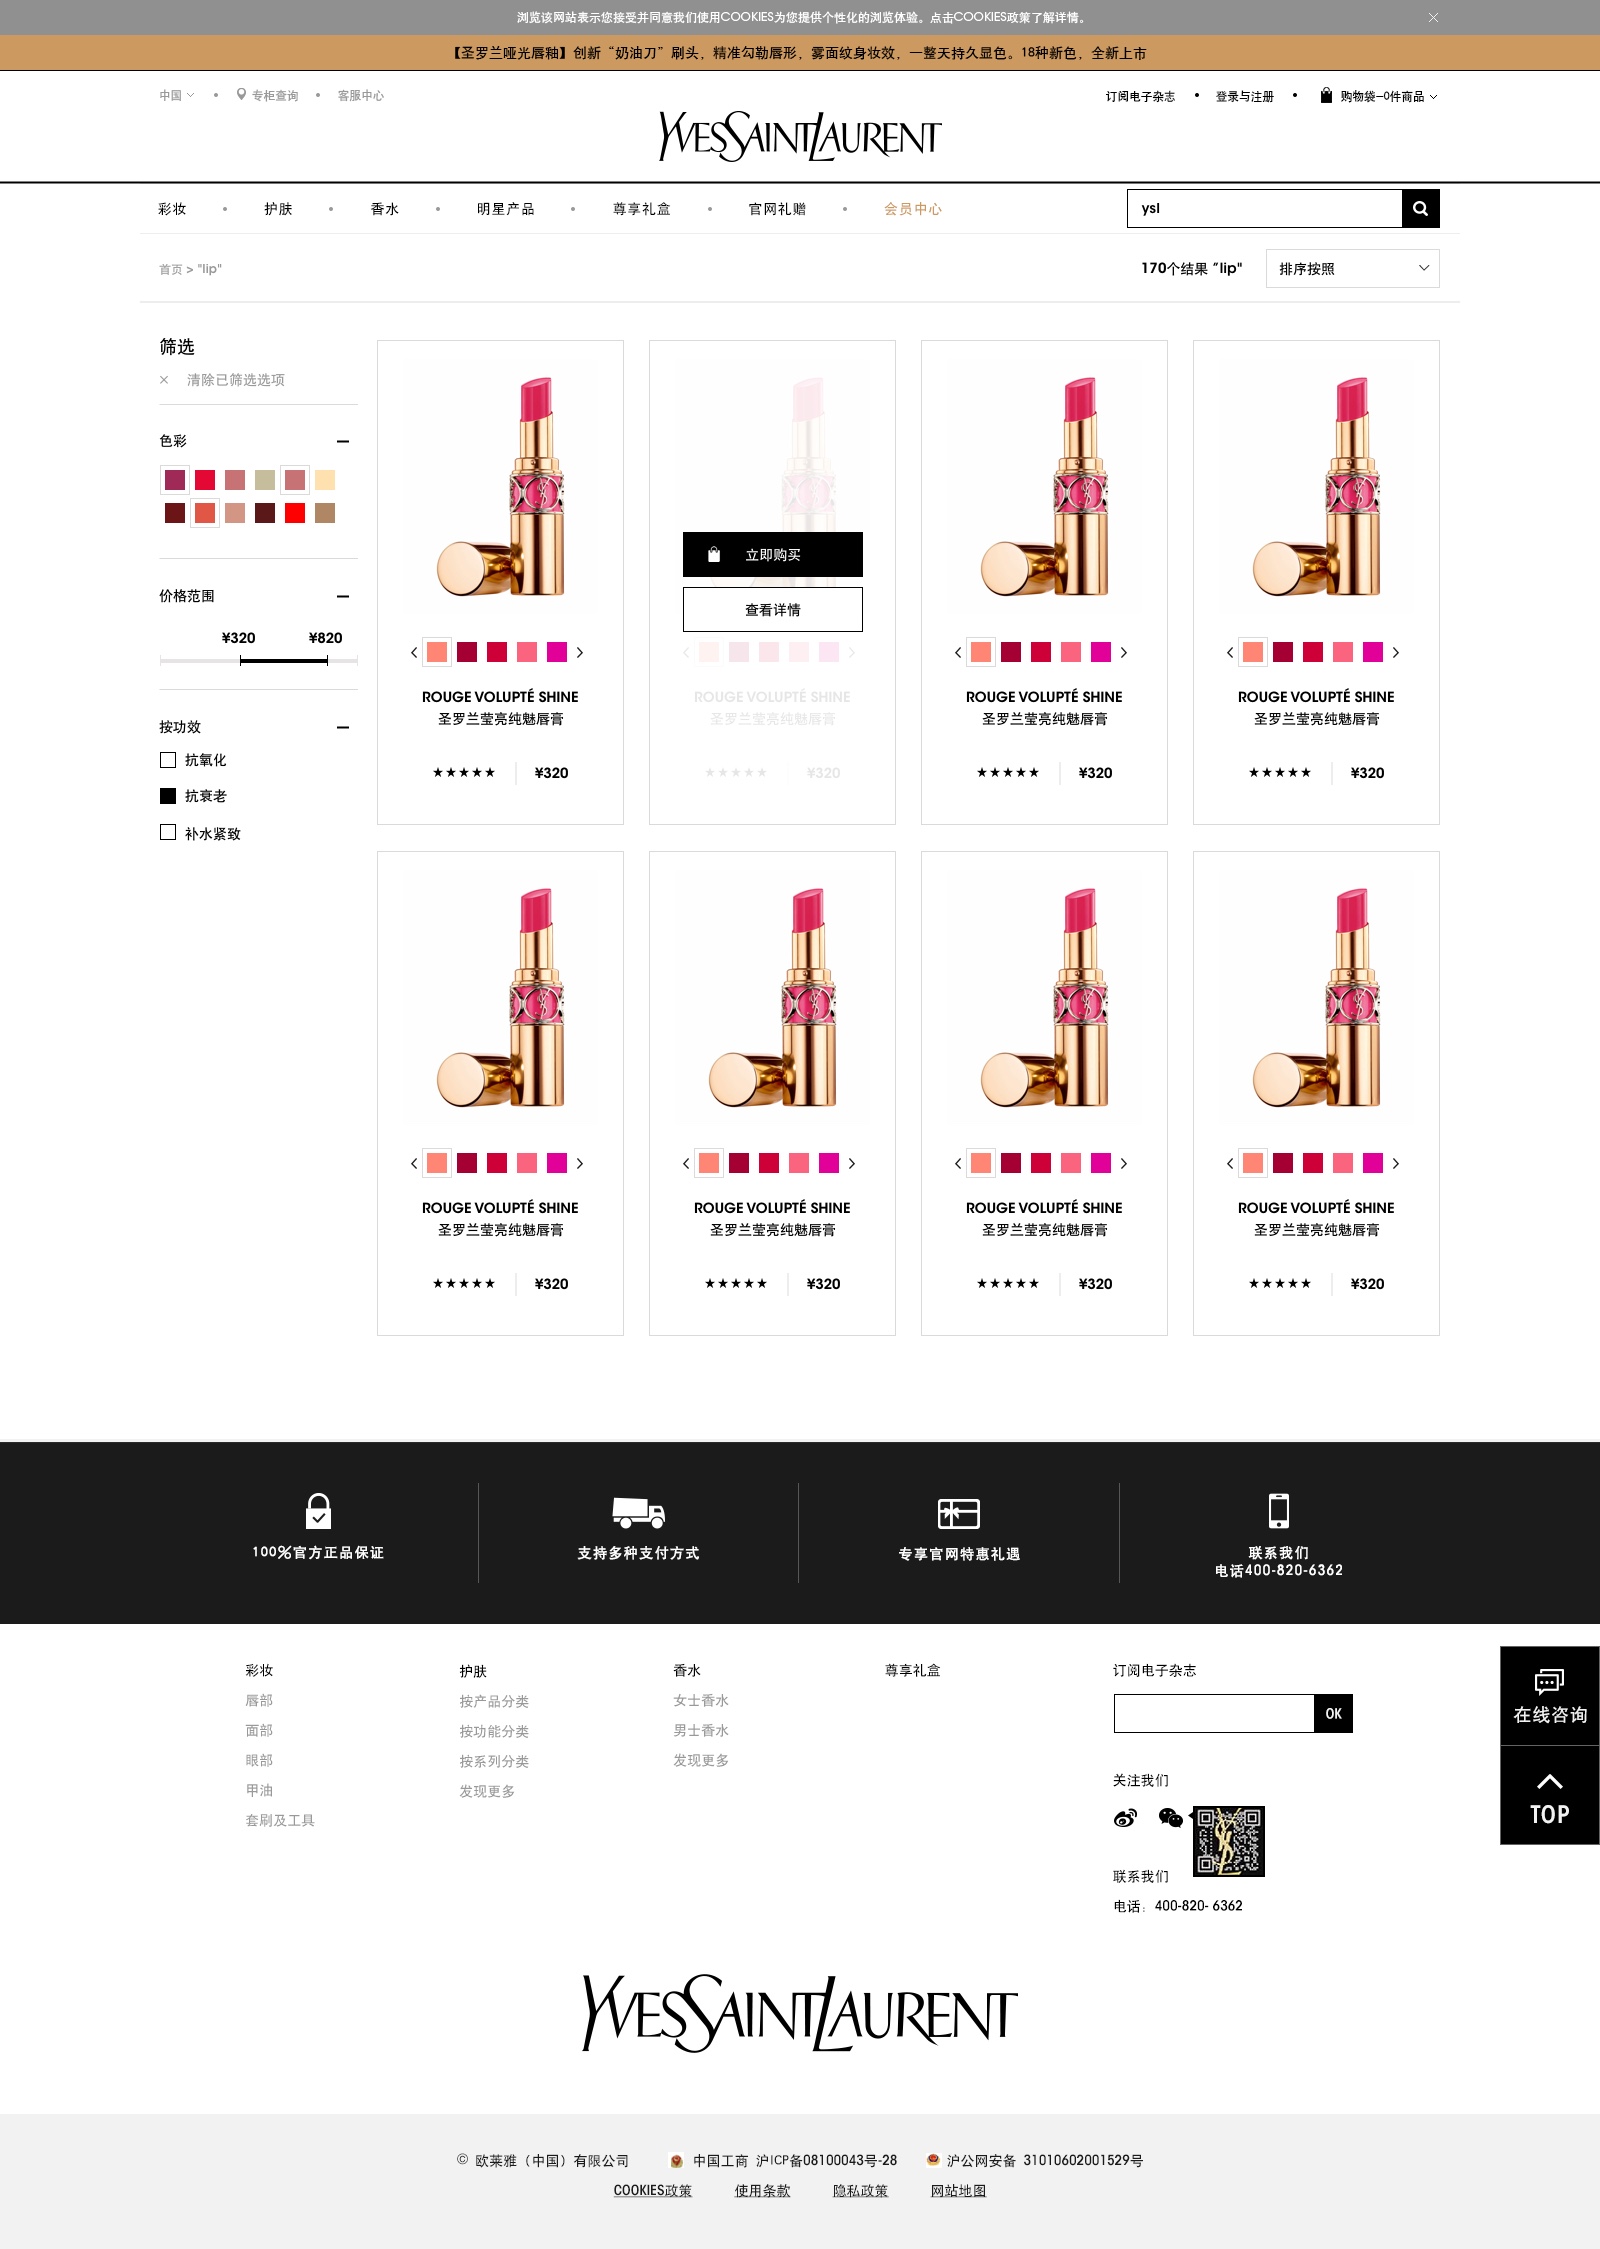 浏览该网站表示您接受并同意我们使用COOKIES为您提供个性化的浏览体验。点击COOKIES政策了解详情。
【圣罗兰哑光唇釉】创新“奶油刀”刷头，精准勾勒唇形，雾面纹身妆效，一整天持久显色。18种新色，全新上市
中国 • 专柜查询 • 客服中心
订阅电子杂志 • 登录与注册 • 购物袋—0件商品
YVESSAINTLAURENT
彩妆 • 护肤 • 香水 • 明星产品 • 尊享礼盒 • 官网礼赠 • 会员中心
ysl
首页 > "lip"
170个结果 "lip"
排序按照
筛选
× 清除已筛选选项
色彩
价格范围
¥320 ¥820
按功效
抗氧化
抗衰老
补水紧致
ROUGE VOLUPTÉ SHINE
圣罗兰莹亮纯魅唇膏
★★★★★ ¥320
立即购买
查看详情
ROUGE VOLUPTÉ SHINE
圣罗兰莹亮纯魅唇膏
★★★★★ ¥320
ROUGE VOLUPTÉ SHINE
圣罗兰莹亮纯魅唇膏
★★★★★ ¥320
ROUGE VOLUPTÉ SHINE
圣罗兰莹亮纯魅唇膏
★★★★★ ¥320
ROUGE VOLUPTÉ SHINE
圣罗兰莹亮纯魅唇膏
★★★★★ ¥320
ROUGE VOLUPTÉ SHINE
圣罗兰莹亮纯魅唇膏
★★★★★ ¥320
ROUGE VOLUPTÉ SHINE
圣罗兰莹亮纯魅唇膏
★★★★★ ¥320
ROUGE VOLUPTÉ SHINE
圣罗兰莹亮纯魅唇膏
★★★★★ ¥320
100%官方正品保证
支持多种支付方式
专享官网特惠礼遇
联系我们
电话400-820-6362
彩妆
唇部
面部
眼部
甲油
套刷及工具
护肤
按产品分类
按功能分类
按系列分类
发现更多
香水
女士香水
男士香水
发现更多
尊享礼盒
订阅电子杂志
OK
关注我们
联系我们
电话：400-820- 6362
在线咨询
TOP
YVESSAINTLAURENT
© 欧莱雅（中国）有限公司 中国工商 沪ICP备08100043号-28 沪公网安备 31010602001529号
COOKIES政策 使用条款 隐私政策 网站地图